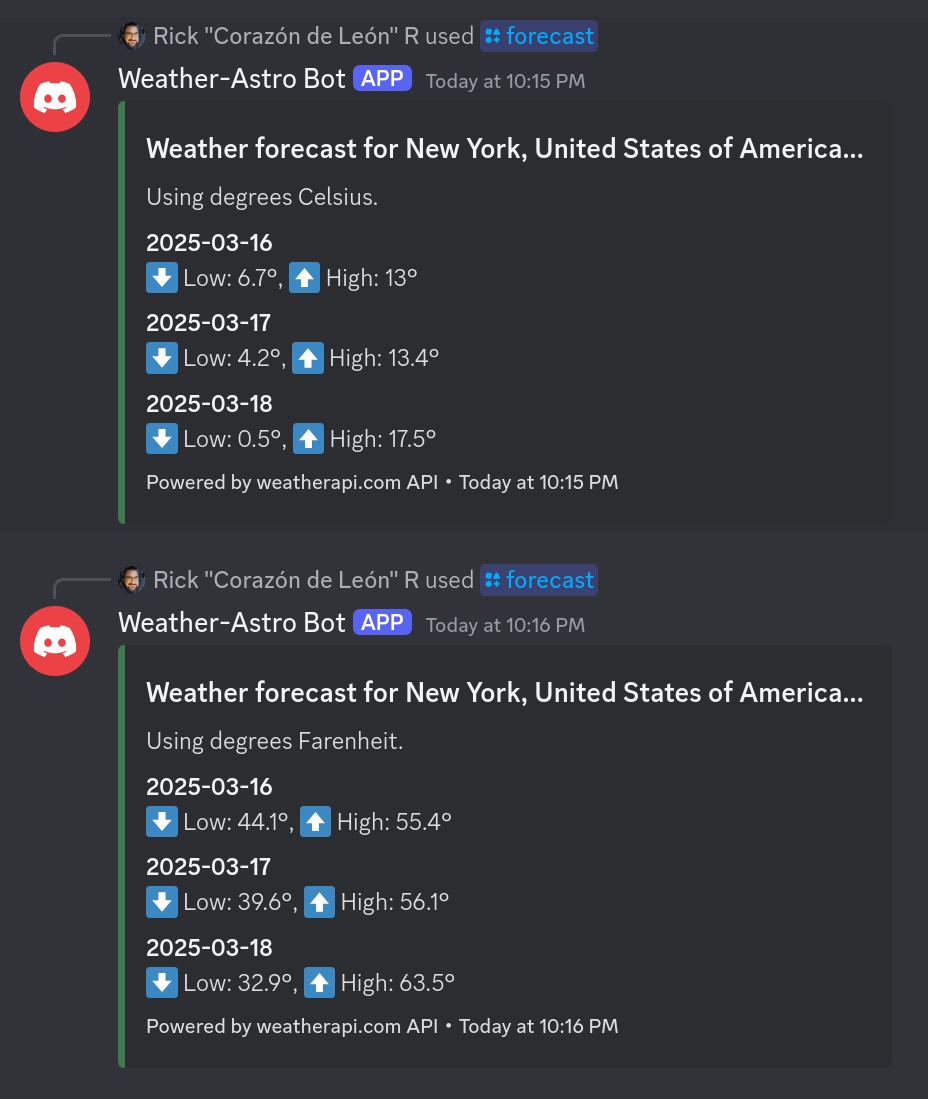 Rick "Corazón de León" R used forecast
Weather-Astro Bot APP Today at 10:15 PM
Weather forecast for New York, United States of America...
Using degrees Celsius.
2025-03-16
Low: 6.7°, High: 13°
2025-03-17
Low: 4.2°, High: 13.4°
2025-03-18
Low: 0.5°, High: 17.5°
Powered by weatherapi.com API • Today at 10:15 PM
Rick "Corazón de León" R used forecast
Weather-Astro Bot APP Today at 10:16 PM
Weather forecast for New York, United States of America...
Using degrees Farenheit.
2025-03-16
Low: 44.1°, High: 55.4°
2025-03-17
Low: 39.6°, High: 56.1°
2025-03-18
Low: 32.9°, High: 63.5°
Powered by weatherapi.com API • Today at 10:16 PM